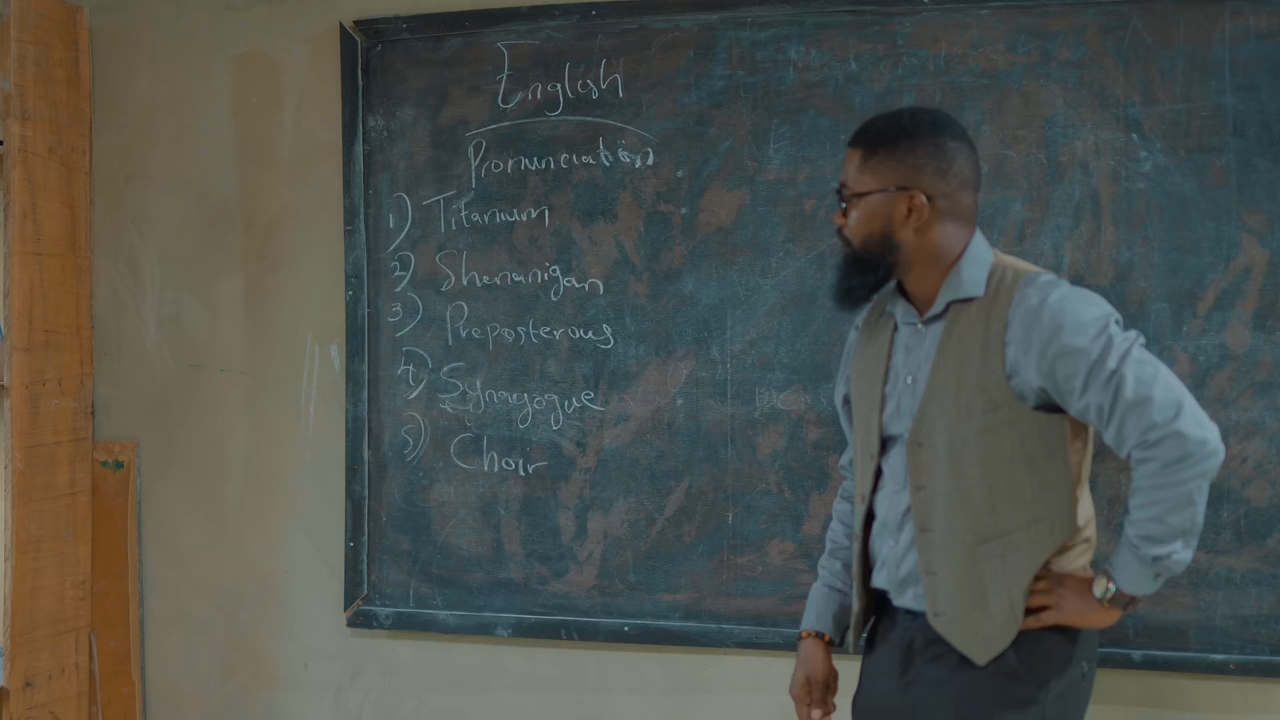 English
Pronunciation
1) Titanium
2) Shenanigan
3) Preposterous
4) Synagogue
5) Choir